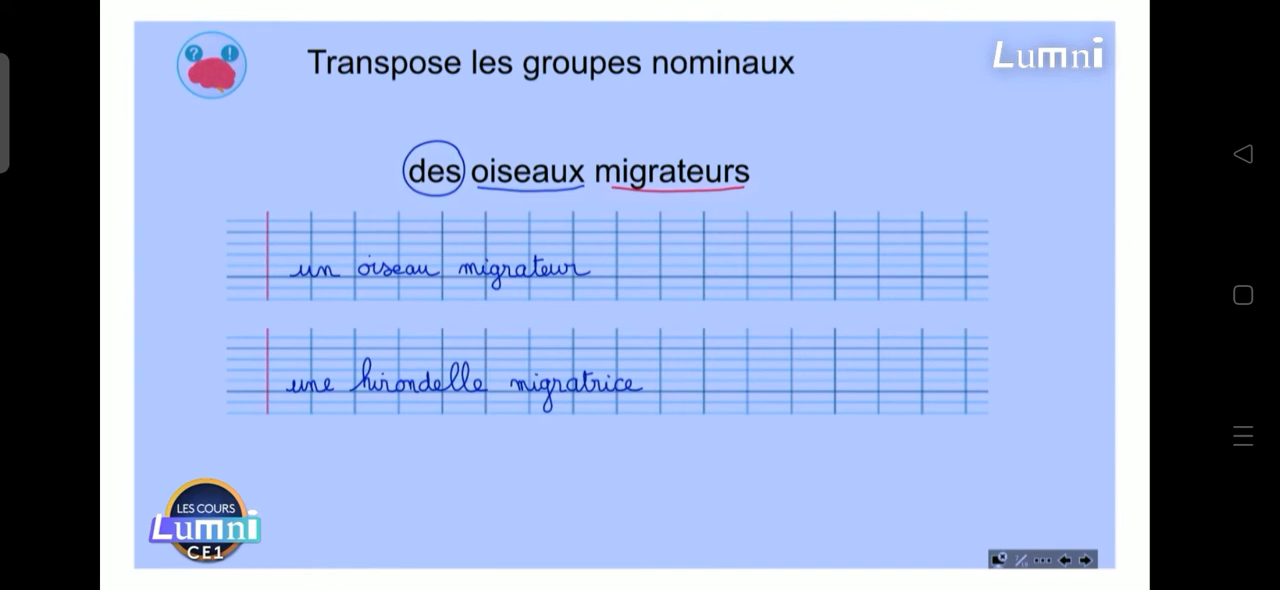 ? !
Transpose les groupes nominaux
Lumni
des oiseaux migrateurs
un oiseau migrateur
une hirondelle migratrice
LES COURS
Lumni
CE1